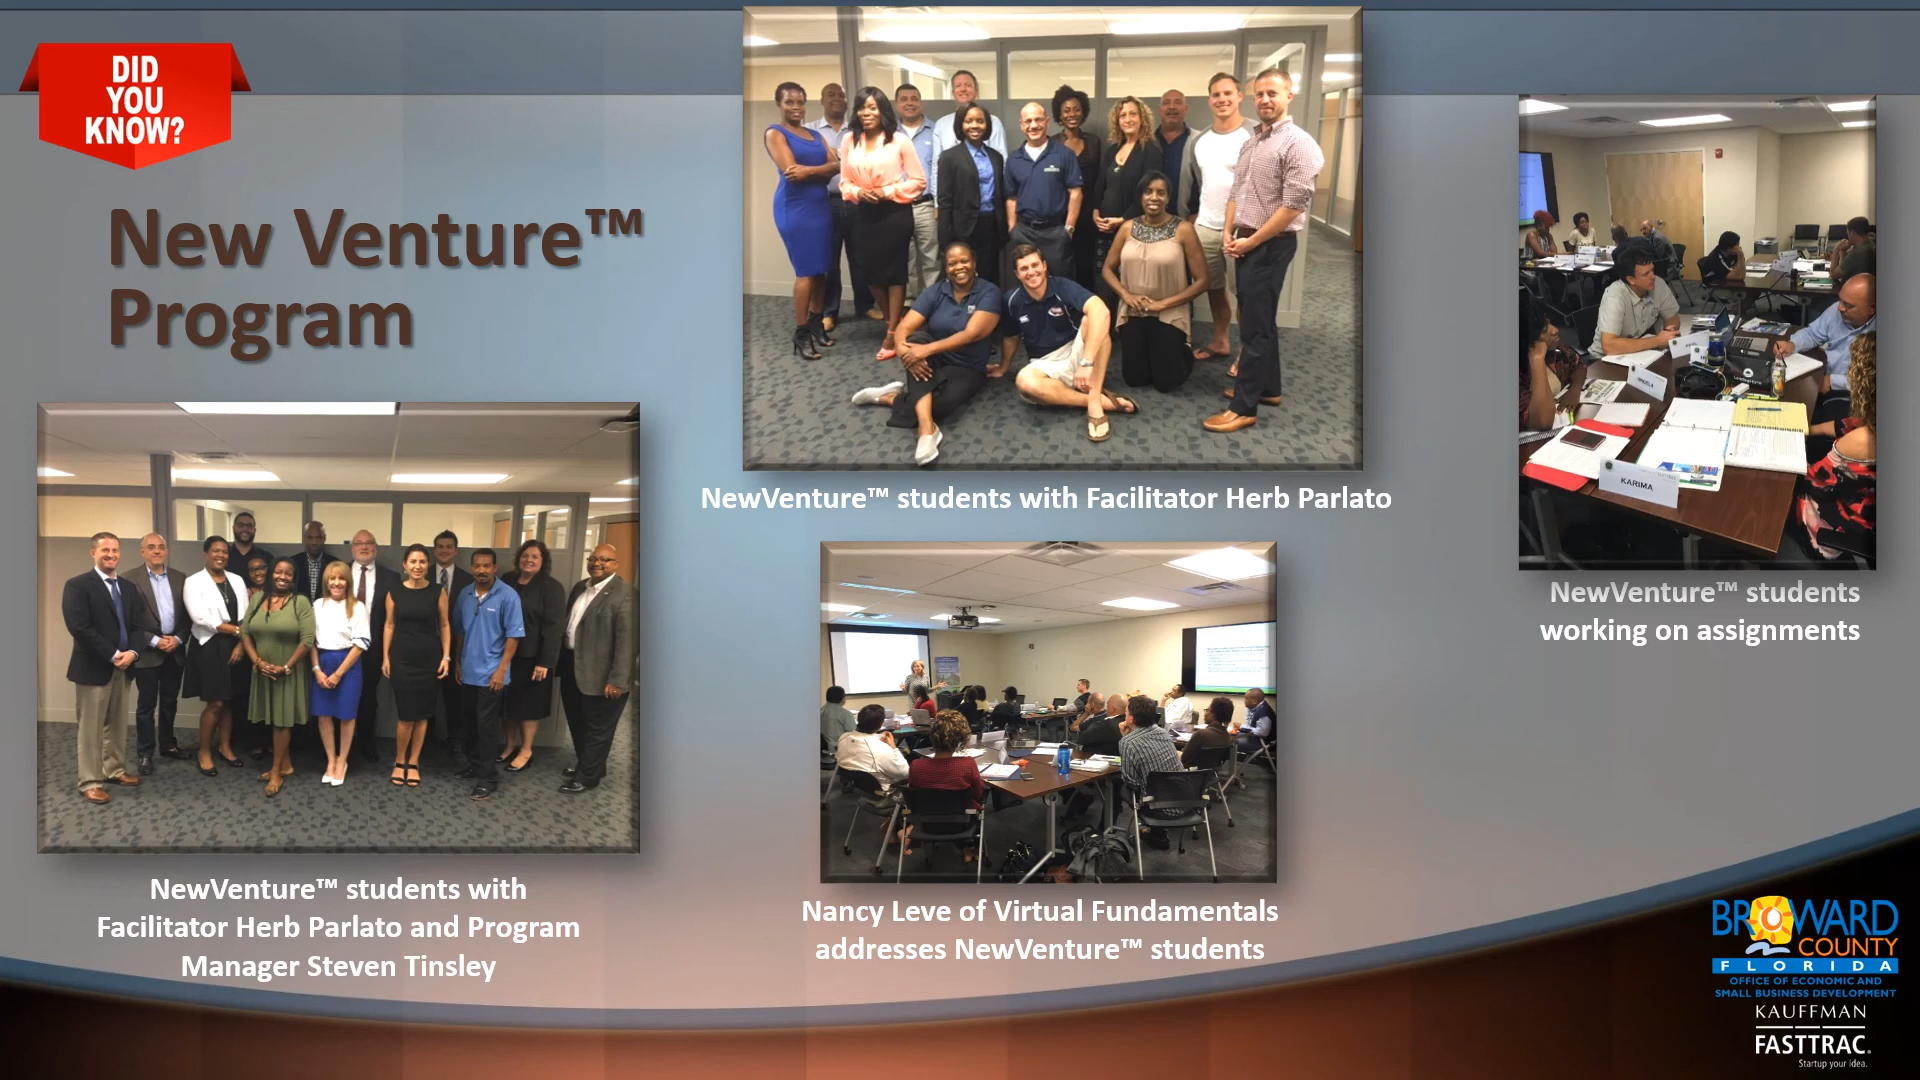 DID
YOU
KNOW?
New Venture™
Program
NewVenture™ students with Facilitator Herb Parlato
NewVenture™ students
working on assignments
KARIMA
NewVenture™ students with
Facilitator Herb Parlato and Program
Manager Steven Tinsley
Nancy Leve of Virtual Fundamentals
addresses NewVenture™ students
BROWARD
COUNTY
FLORIDA
OFFICE OF ECONOMIC AND
SMALL BUSINESS DEVELOPMENT
KAUFFMAN
FASTTRAC®
Startup your idea.